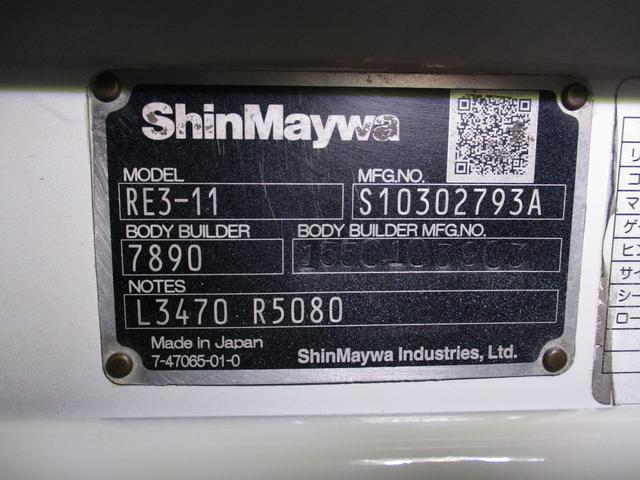 ShinMaywa
MODEL
MFG.NO.
RE3-11
S10302793A
BODY BUILDER
BODY BUILDER MFG.NO.
7890
NOTES
L3470 R5080
Made in Japan
7-47065-01-0
ShinMaywa Industries, Ltd.